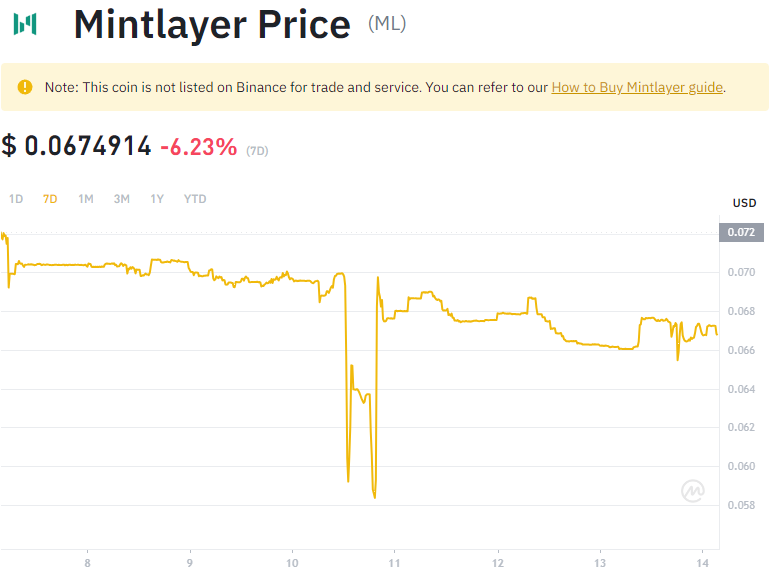 Mintlayer Price (ML)
Note: This coin is not listed on Binance for trade and service. You can refer to our How to Buy Mintlayer guide.
$ 0.0674914 -6.23% (7D)
1D 7D 1M 3M 1Y YTD
USD
0.072
0.070
0.068
0.066
0.064
0.062
0.060
0.058
8 9 10 11 12 13 14